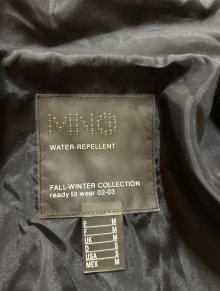 MNG
WATER-REPELLENT
FALL-WINTER COLLECTION
ready to wear 02-03
E M
F M
UK M
D S
USA S
MEX M